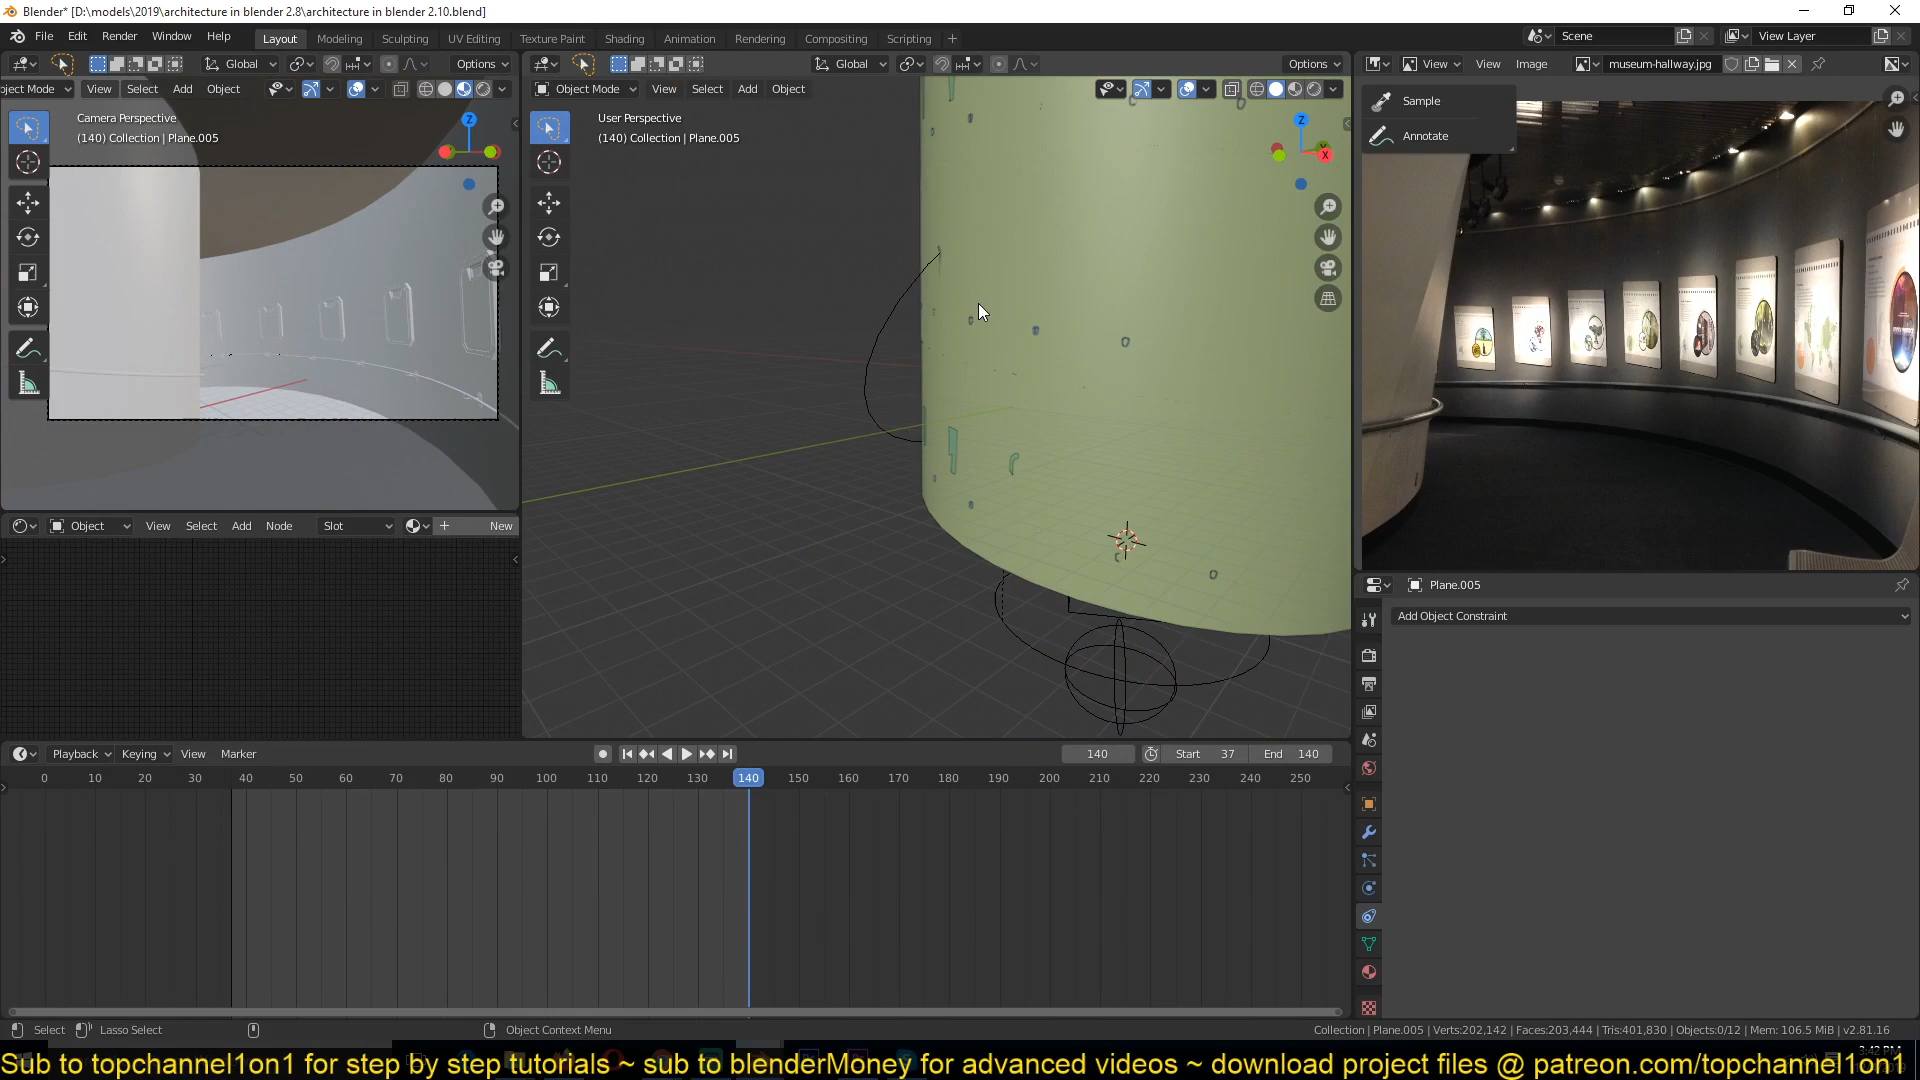 Blender* [D:\models\2019\architecture in blender 2.8\architecture in blender 2.10.blend]
File Edit Render Window Help Layout Modeling Sculpting UV Editing Texture Paint Shading Animation Rendering Compositing Scripting + Scene View Layer
Global Options Global Options View View Image museum-hallway.jpg
ject Mode View Select Add Object Object Mode View Select Add Object
Sample
Annotate
Camera Perspective
(140) Collection | Plane.005
User Perspective
(140) Collection | Plane.005
Z
Z
Y
X
Object View Select Add Node Slot New
Plane.005
Add Object Constraint
Playback Keying View Marker 140 Start 37 End 140
0 10 20 30 40 50 60 70 80 90 100 110 120 130 140 150 160 170 180 190 200 210 220 230 240 250
Select Lasso Select Object Context Menu Collection | Plane.005 | Verts:202,142 | Faces:203,444 | Tris:401,830 | Objects:0/12 | Mem: 106.5 MiB | v2.81.16
3:42 PM
Sub to topchannel1on1 for step by step tutorials ~ sub to blenderMoney for advanced videos ~ download project files @ patreon.com/topchannel1on1